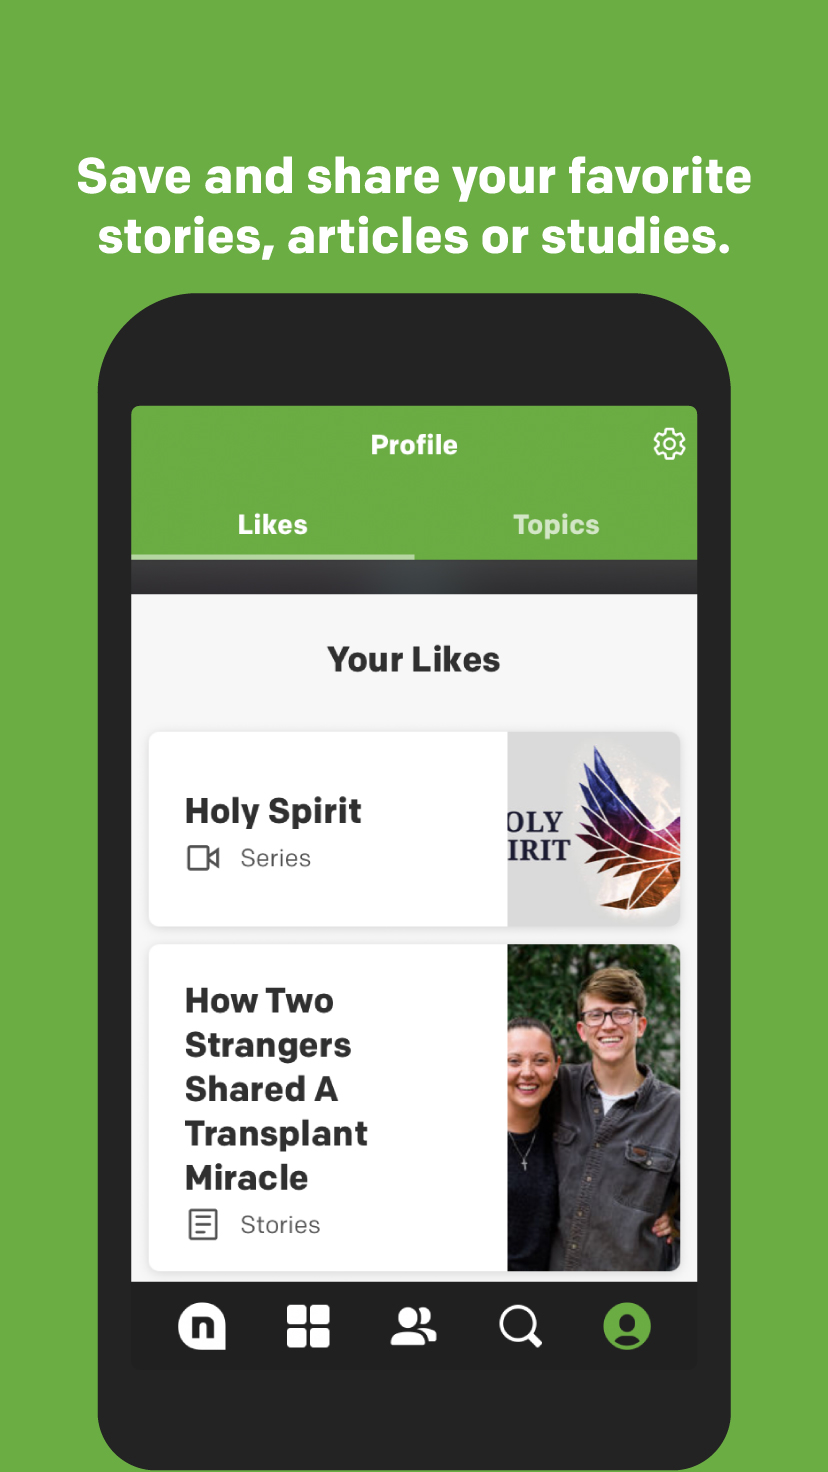 Save and share your favorite
stories, articles or studies.
Profile
Likes
Topics
Your Likes
Holy Spirit
Series
OLY
IRIT
How Two
Strangers
Shared A
Transplant
Miracle
Stories
n